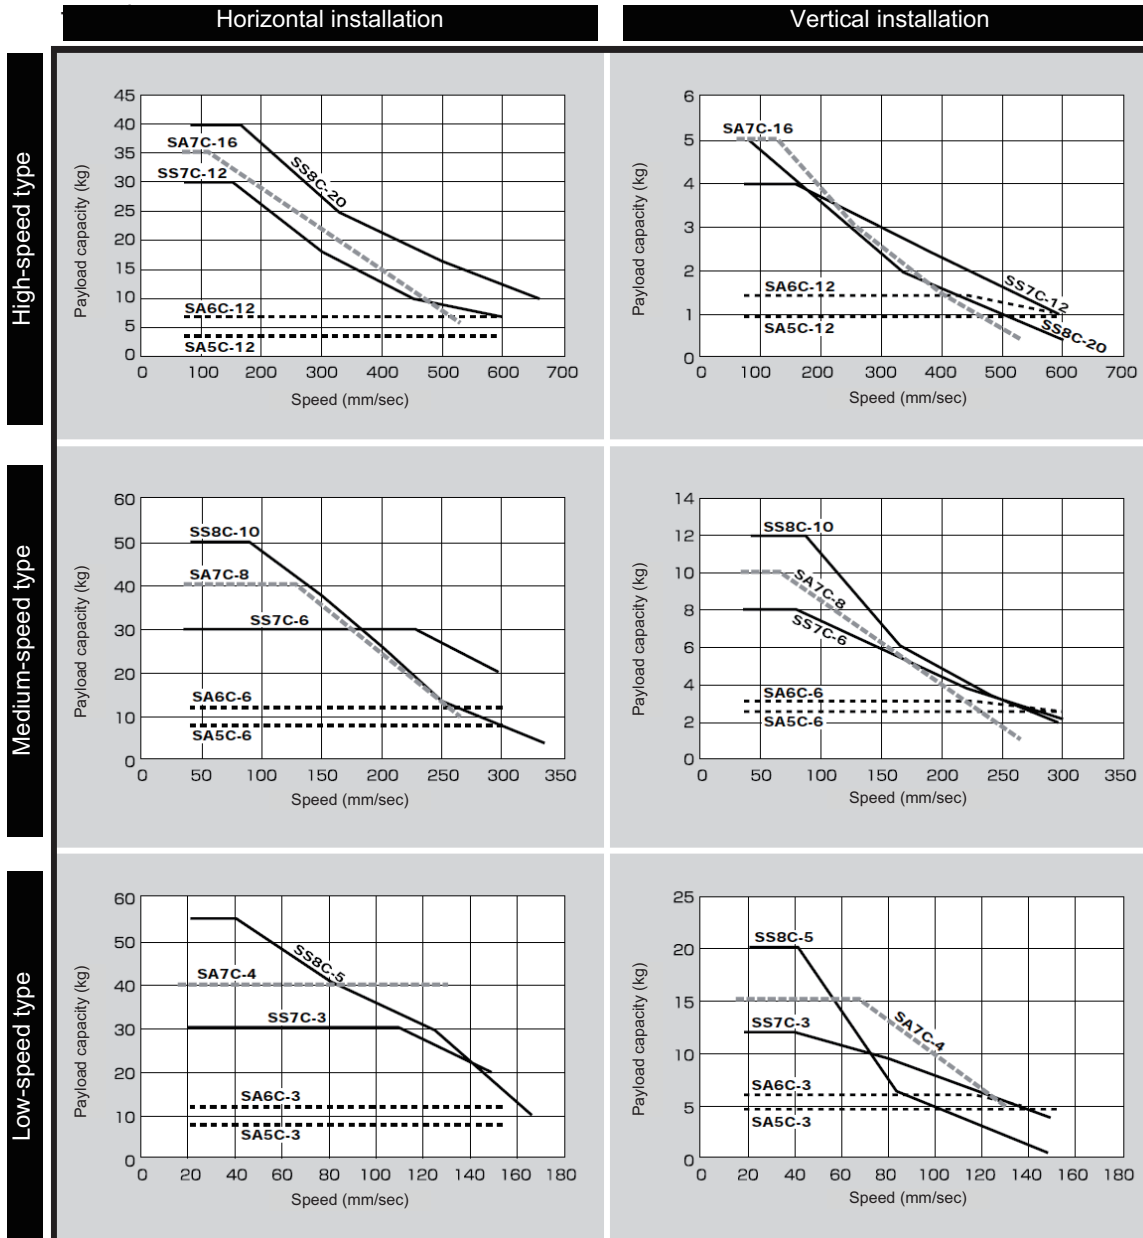 Horizontal installation
Vertical installation
High-speed type
Payload capacity (kg)
45
40
35
30
25
20
15
10
5
0
SA7C-16
SS7C-12
SS8C-20
SA6C-12
SA5C-12
0 100 200 300 400 500 600 700
Speed (mm/sec)
Payload capacity (kg)
6
5
4
3
2
1
0
SA7C-16
SA6C-12
SA5C-12
SS7C-12
SS8C-20
0 100 200 300 400 500 600 700
Speed (mm/sec)
Medium-speed type
Payload capacity (kg)
60
50
40
30
20
10
0
SS8C-10
SA7C-8
SS7C-6
SA6C-6
SA5C-6
0 50 100 150 200 250 300 350
Speed (mm/sec)
Payload capacity (kg)
14
12
10
8
6
4
2
0
SS8C-10
SA7C-8
SS7C-6
SA6C-6
SA5C-6
0 50 100 150 200 250 300 350
Speed (mm/sec)
Low-speed type
Payload capacity (kg)
60
50
40
30
20
10
0
SS8C-5
SA7C-4
SS7C-3
SA6C-3
SA5C-3
0 20 40 60 80 100 120 140 160 180
Speed (mm/sec)
Payload capacity (kg)
25
20
15
10
5
0
SS8C-5
SS7C-3
SA7C-4
SA6C-3
SA5C-3
0 20 40 60 80 100 120 140 160 180
Speed (mm/sec)